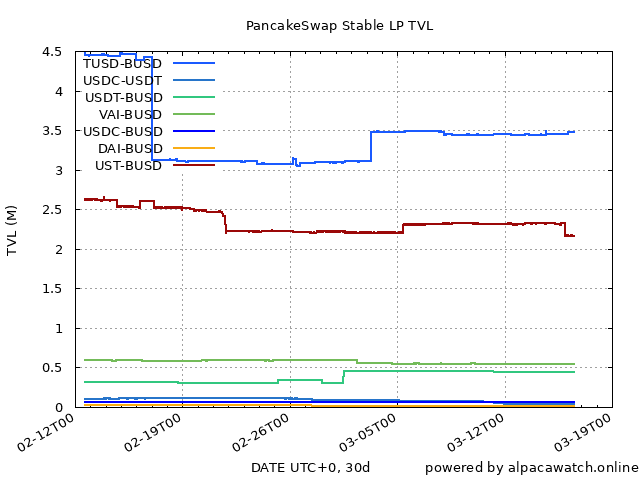 PancakeSwap Stable LP TVL
4.5
4
3.5
3
2.5
2
1.5
1
0.5
0
TVL (M)
TUSD-BUSD
USDC-USDT
USDT-BUSD
VAI-BUSD
USDC-BUSD
DAI-BUSD
UST-BUSD
02-12T00
02-19T00
02-26T00
03-05T00
03-12T00
03-19T00
DATE UTC+0, 30d
powered by alpacawatch.online